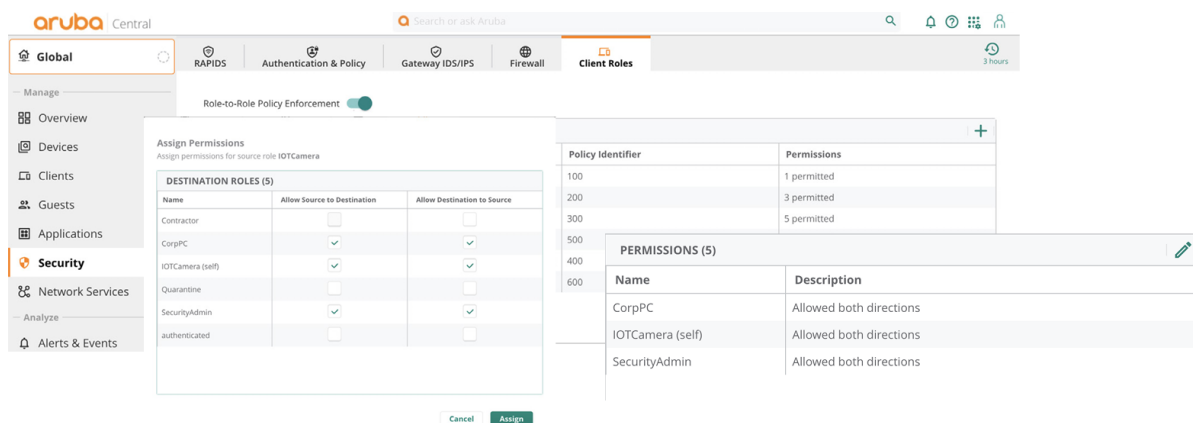 aruba Central
Search or ask Aruba
Global
RAPIDS
Authentication & Policy
Gateway IDS/IPS
Firewall
Client Roles
3 hours
Manage
Overview
Devices
Clients
Guests
Applications
Security
Network Services
Analyze
Alerts & Events
Role-to-Role Policy Enforcement
Assign Permissions
Assign permissions for source role IOTCamera
DESTINATION ROLES (5)
Name Allow Source to Destination Allow Destination to Source
Contractor
CorpPC
IOTCamera (self)
Quarantine
SecurityAdmin
authenticated
Cancel Assign
Policy Identifier Permissions
100 1 permitted
200 3 permitted
300 5 permitted
500
400
600
PERMISSIONS (5)
Name Description
CorpPC Allowed both directions
IOTCamera (self) Allowed both directions
SecurityAdmin Allowed both directions